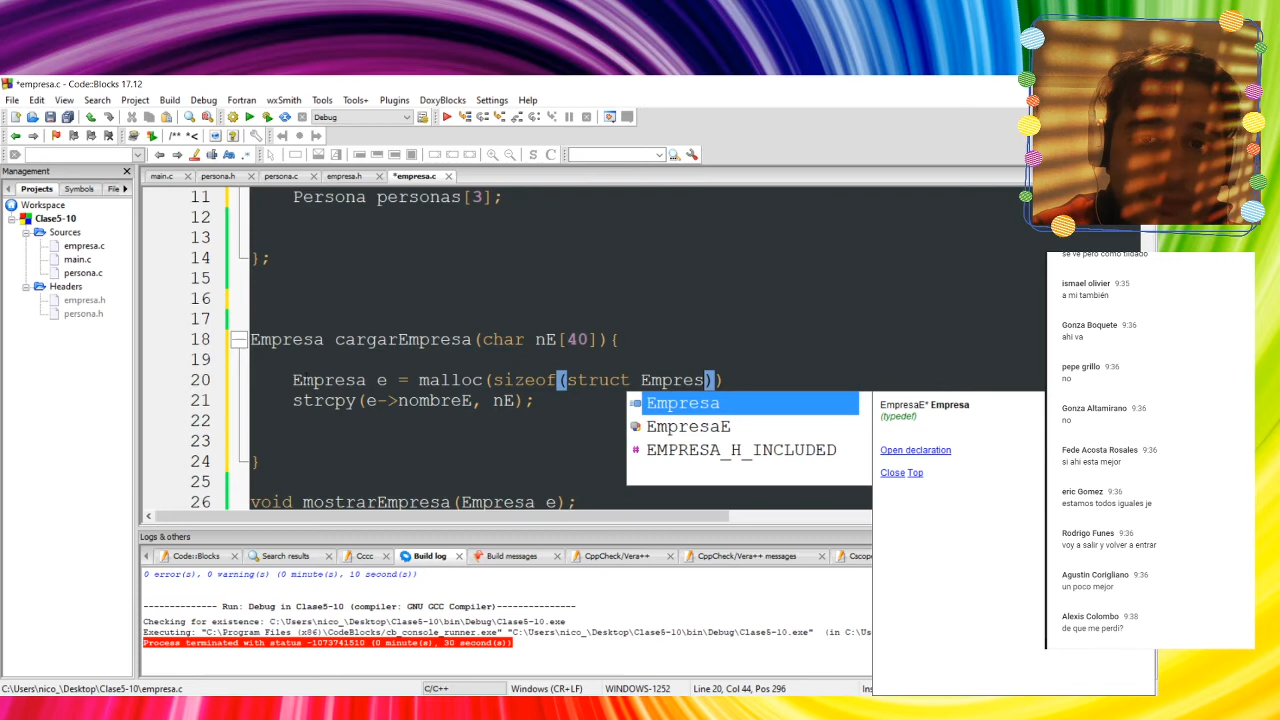 *empresa.c - Code::Blocks 17.12
File Edit View Search Project Build Debug Fortran wxSmith Tools Tools+ Plugins DoxyBlocks Settings Help
Debug
Management
main.c persona.h persona.c empresa.h *empresa.c
Projects Symbols File
Workspace
Clase5-10
Sources
empresa.c
main.c
persona.c
Headers
empresa.h
persona.h
11 Persona personas[3];
12
13
14 };
15
16
17
18 Empresa cargarEmpresa(char nE[40]){
19
20 Empresa e = malloc(sizeof(struct Empres))
21 strcpy(e->nombreE, nE);
22
23
24 }
25
26 void mostrarEmpresa(Empresa e);
Empresa
EmpresaE
# EMPRESA_H_INCLUDED
EmpresaE* Empresa
(typedef)
Open declaration
Close Top
Logs & others
Code::Blocks Search results Cccc Build log Build messages CppCheck/Vera++ CppCheck/Vera++ messages Cscope
0 error(s), 0 warning(s) (0 minute(s), 10 second(s))
-------------- Run: Debug in Clase5-10 (compiler: GNU GCC Compiler)---------------
Checking for existence: C:\Users\nico_\Desktop\Clase5-10\bin\Debug\Clase5-10.exe
Executing: "C:\Program Files (x86)\CodeBlocks/cb_console_runner.exe" "C:\Users\nico_\Desktop\Clase5-10\bin\Debug\Clase5-10.exe" (in C:\U
Process terminated with status -1073741510 (0 minute(s), 30 second(s))
C:\Users\nico_\Desktop\Clase5-10\empresa.c C/C++ Windows (CR+LF) WINDOWS-1252 Line 20, Col 44, Pos 296 Ins
se ve pero como tildado
ismael olivier 9:35
a mi también
Gonza Boquete 9:36
ahi va
pepe grillo 9:36
no
Gonza Altamirano 9:36
no
Fede Acosta Rosales 9:36
si ahi esta mejor
eric Gomez 9:36
estamos todos iguales je
Rodrigo Funes 9:36
voy a salir y volver a entrar
Agustin Corigliano 9:36
un poco mejor
Alexis Colombo 9:38
de que me perdi?